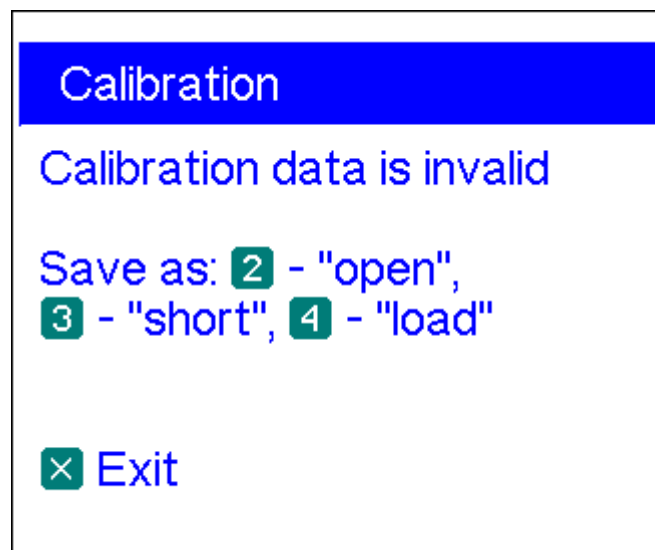 Calibration
Calibration data is invalid
Save as: 2 - "open",
3 - "short", 4 - "load"
× Exit